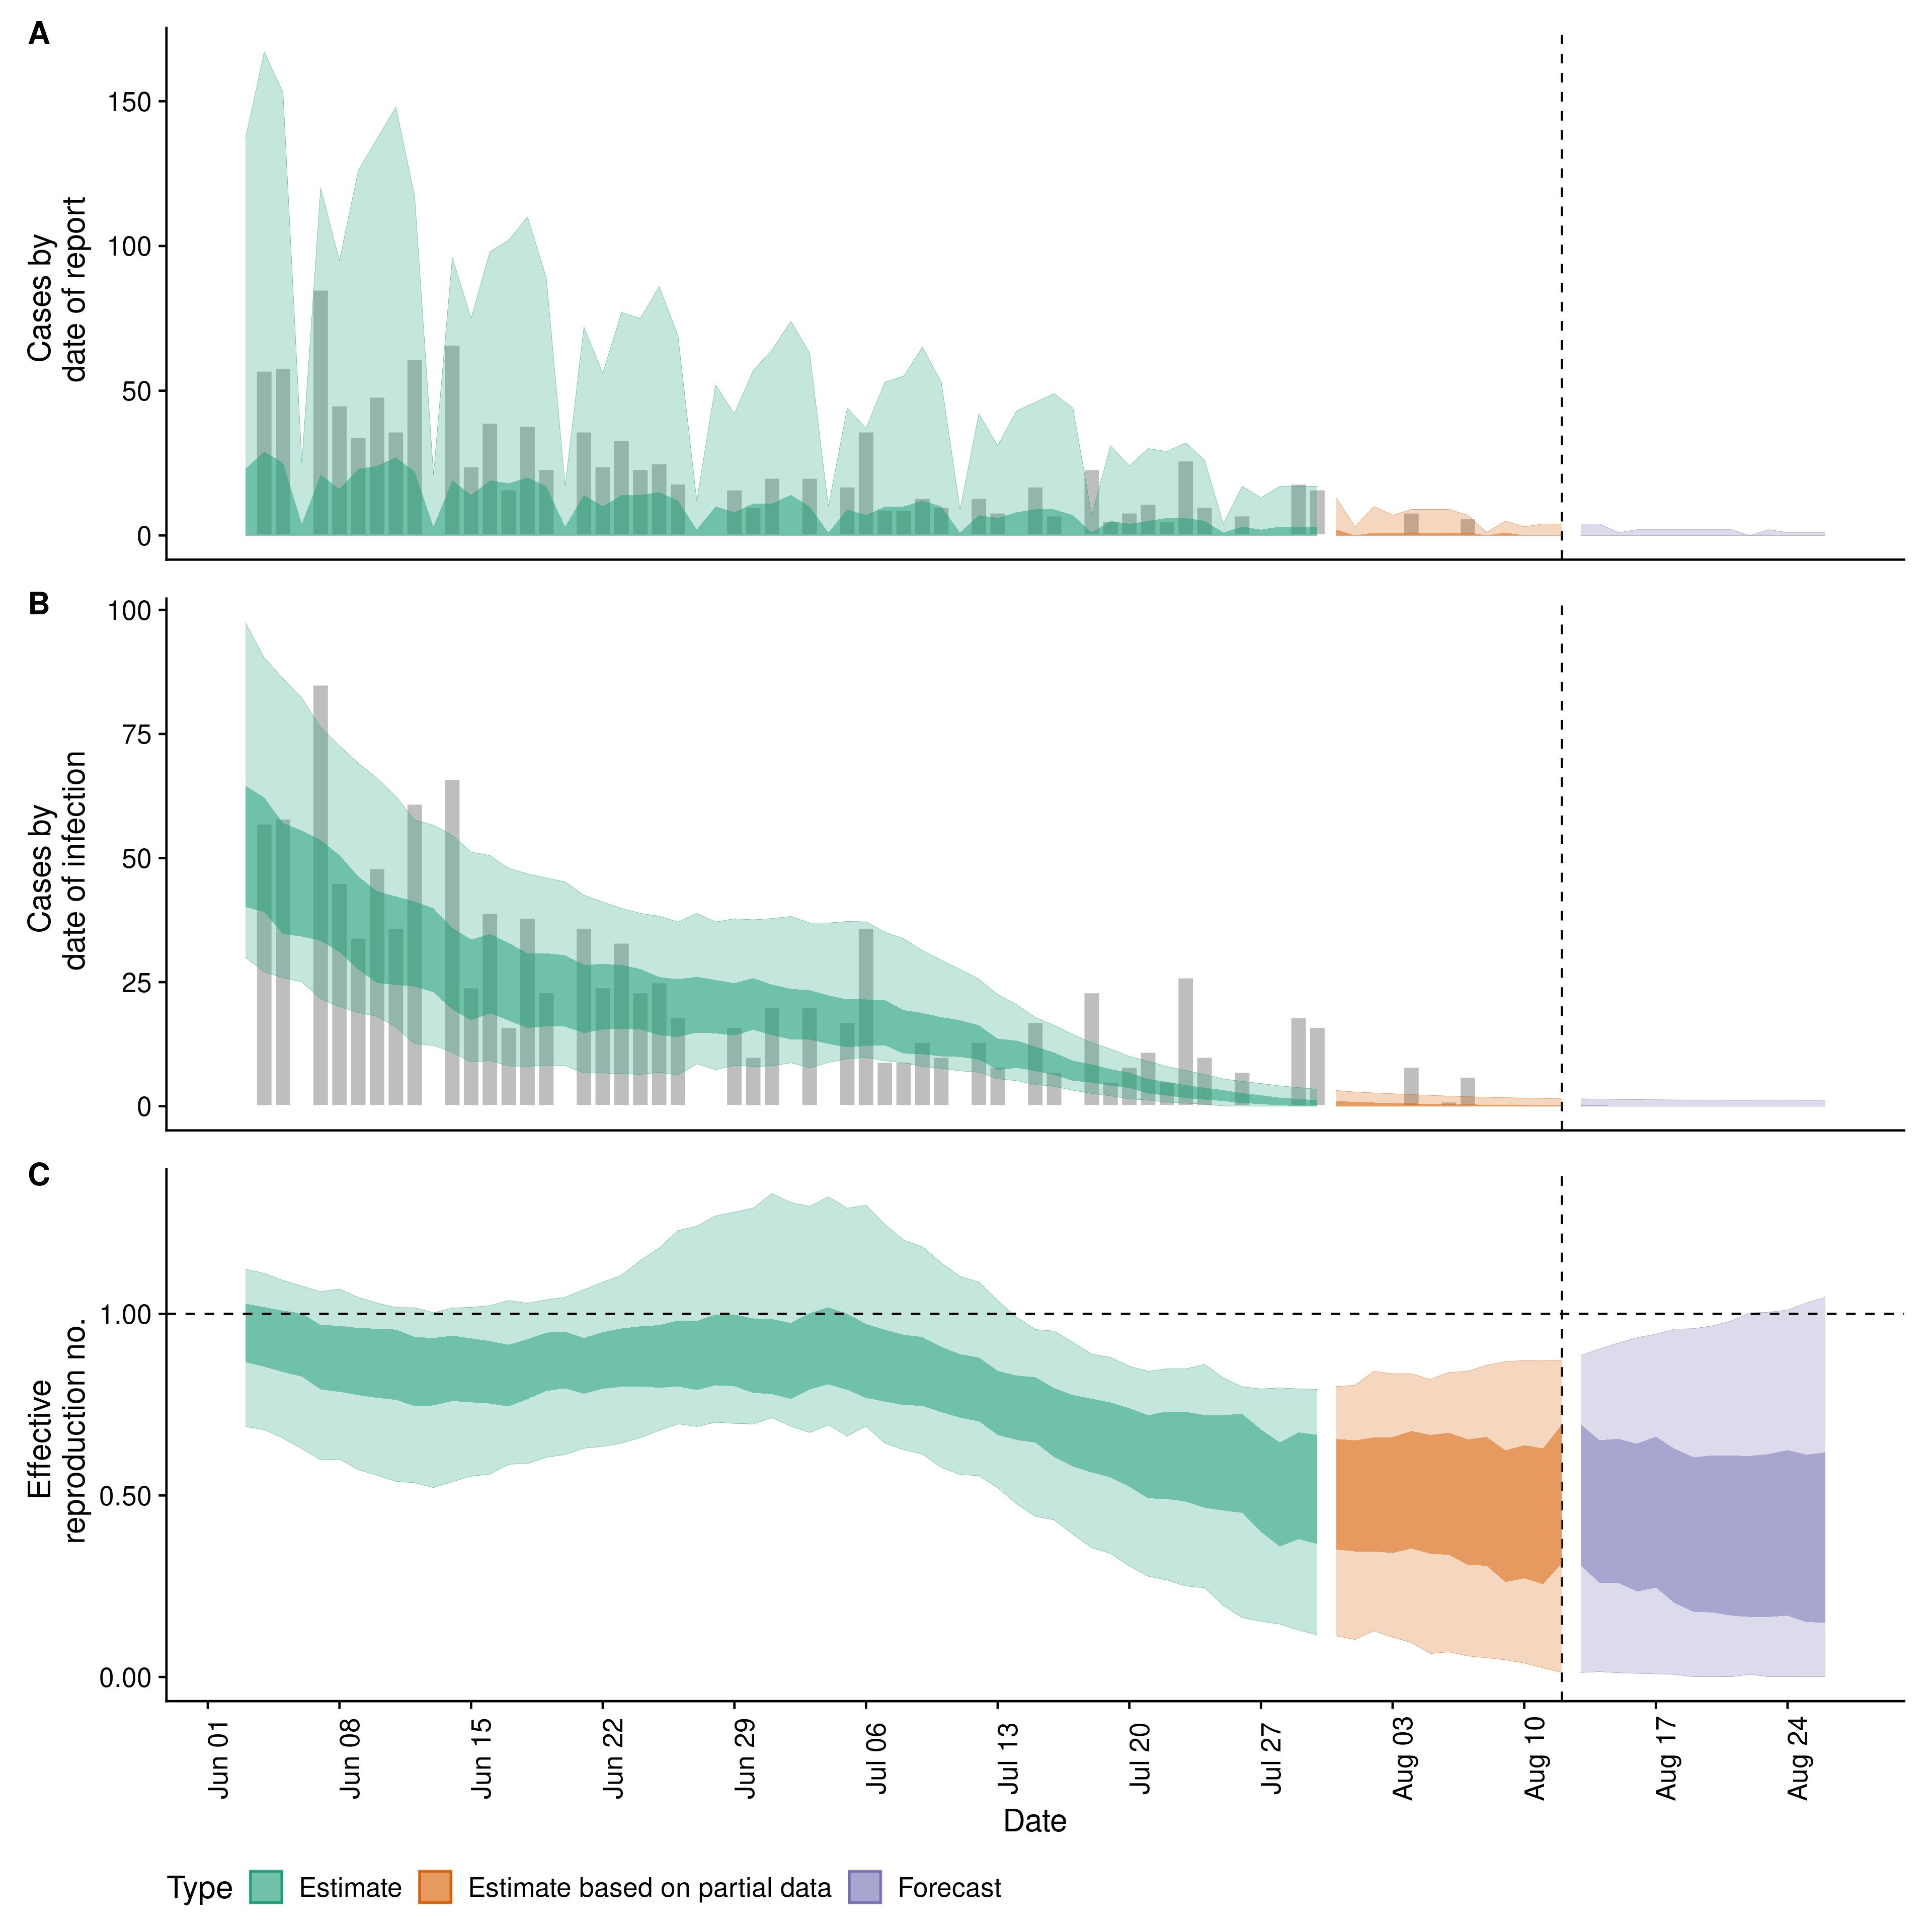 A
Cases by
date of report
150
100
50
0
B
Cases by
date of infection
100
75
50
25
0
C
Effective
reproduction no.
1.00
0.50
0.00
Jun 01
Jun 08
Jun 15
Jun 22
Jun 29
Jul 06
Jul 13
Jul 20
Jul 27
Aug 03
Aug 10
Aug 17
Aug 24
Date
Type Estimate Estimate based on partial data Forecast